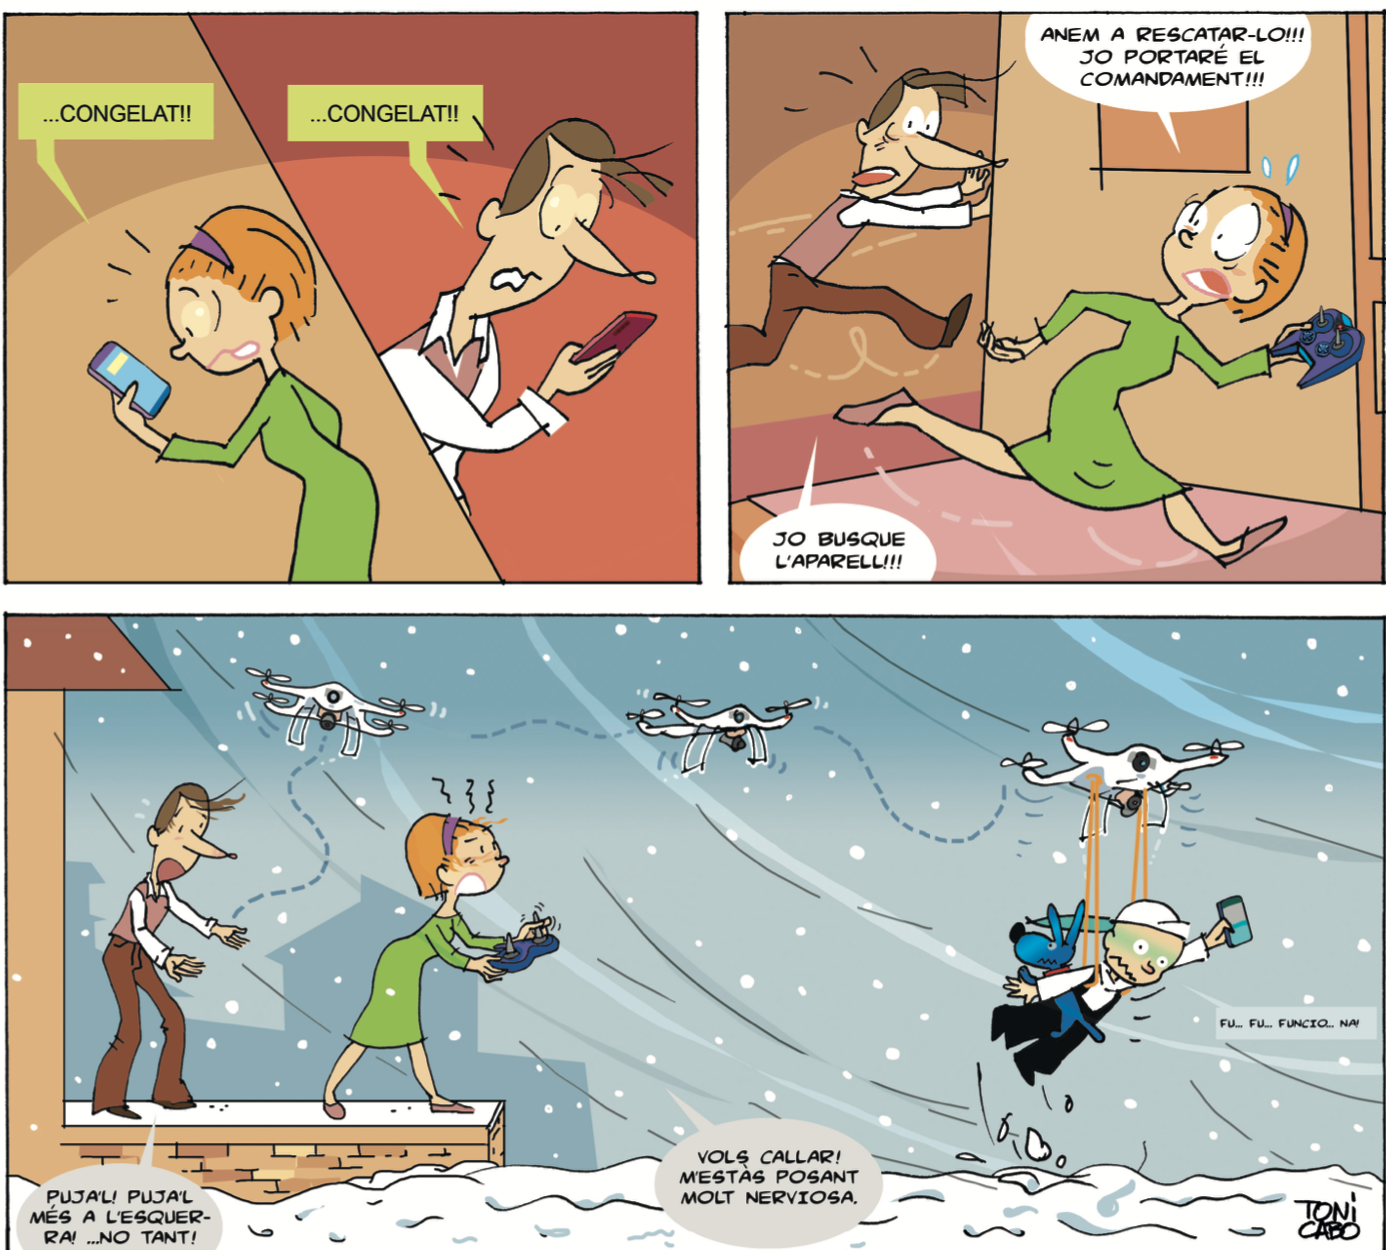 ...CONGELAT!!
...CONGELAT!!
ANEM A RESCATAR-LO!!!
JO PORTARÉ EL
COMANDAMENT!!!
JO BUSQUE
L'APARELL!!!
PUJA'L! PUJA'L
MÉS A L'ESQUER-
RA! ...NO TANT!
VOLS CALLAR!
M'ESTÀS POSANT
MOLT NERVIOSA.
FU... FU... FUNCIO... NA!
TONI
CABO